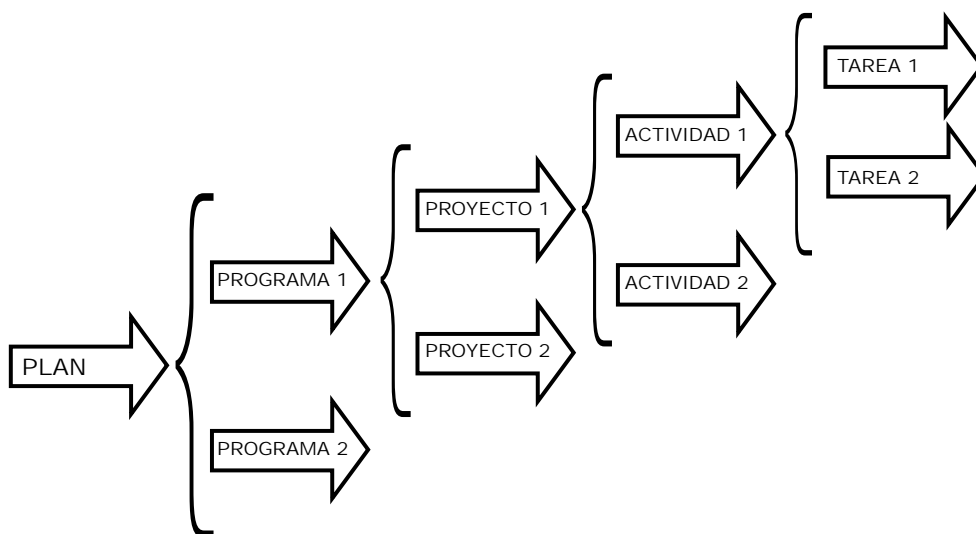 PLAN
PROGRAMA 1
PROGRAMA 2
PROYECTO 1
PROYECTO 2
ACTIVIDAD 1
ACTIVIDAD 2
TAREA 1
TAREA 2